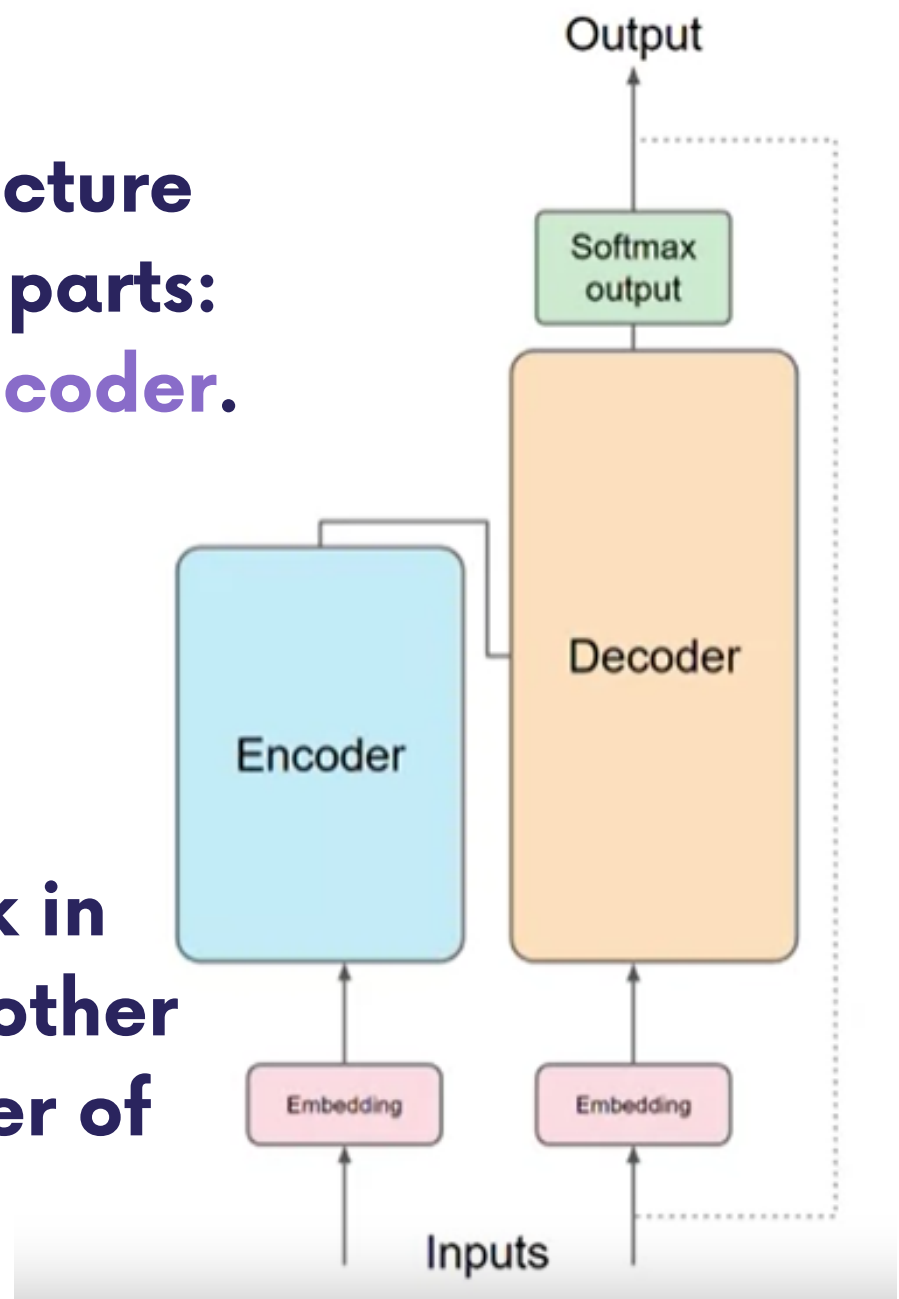 cture
parts:
coder.
k in
other
er of
Output
Softmax
output
Decoder
Encoder
Embedding
Embedding
Inputs